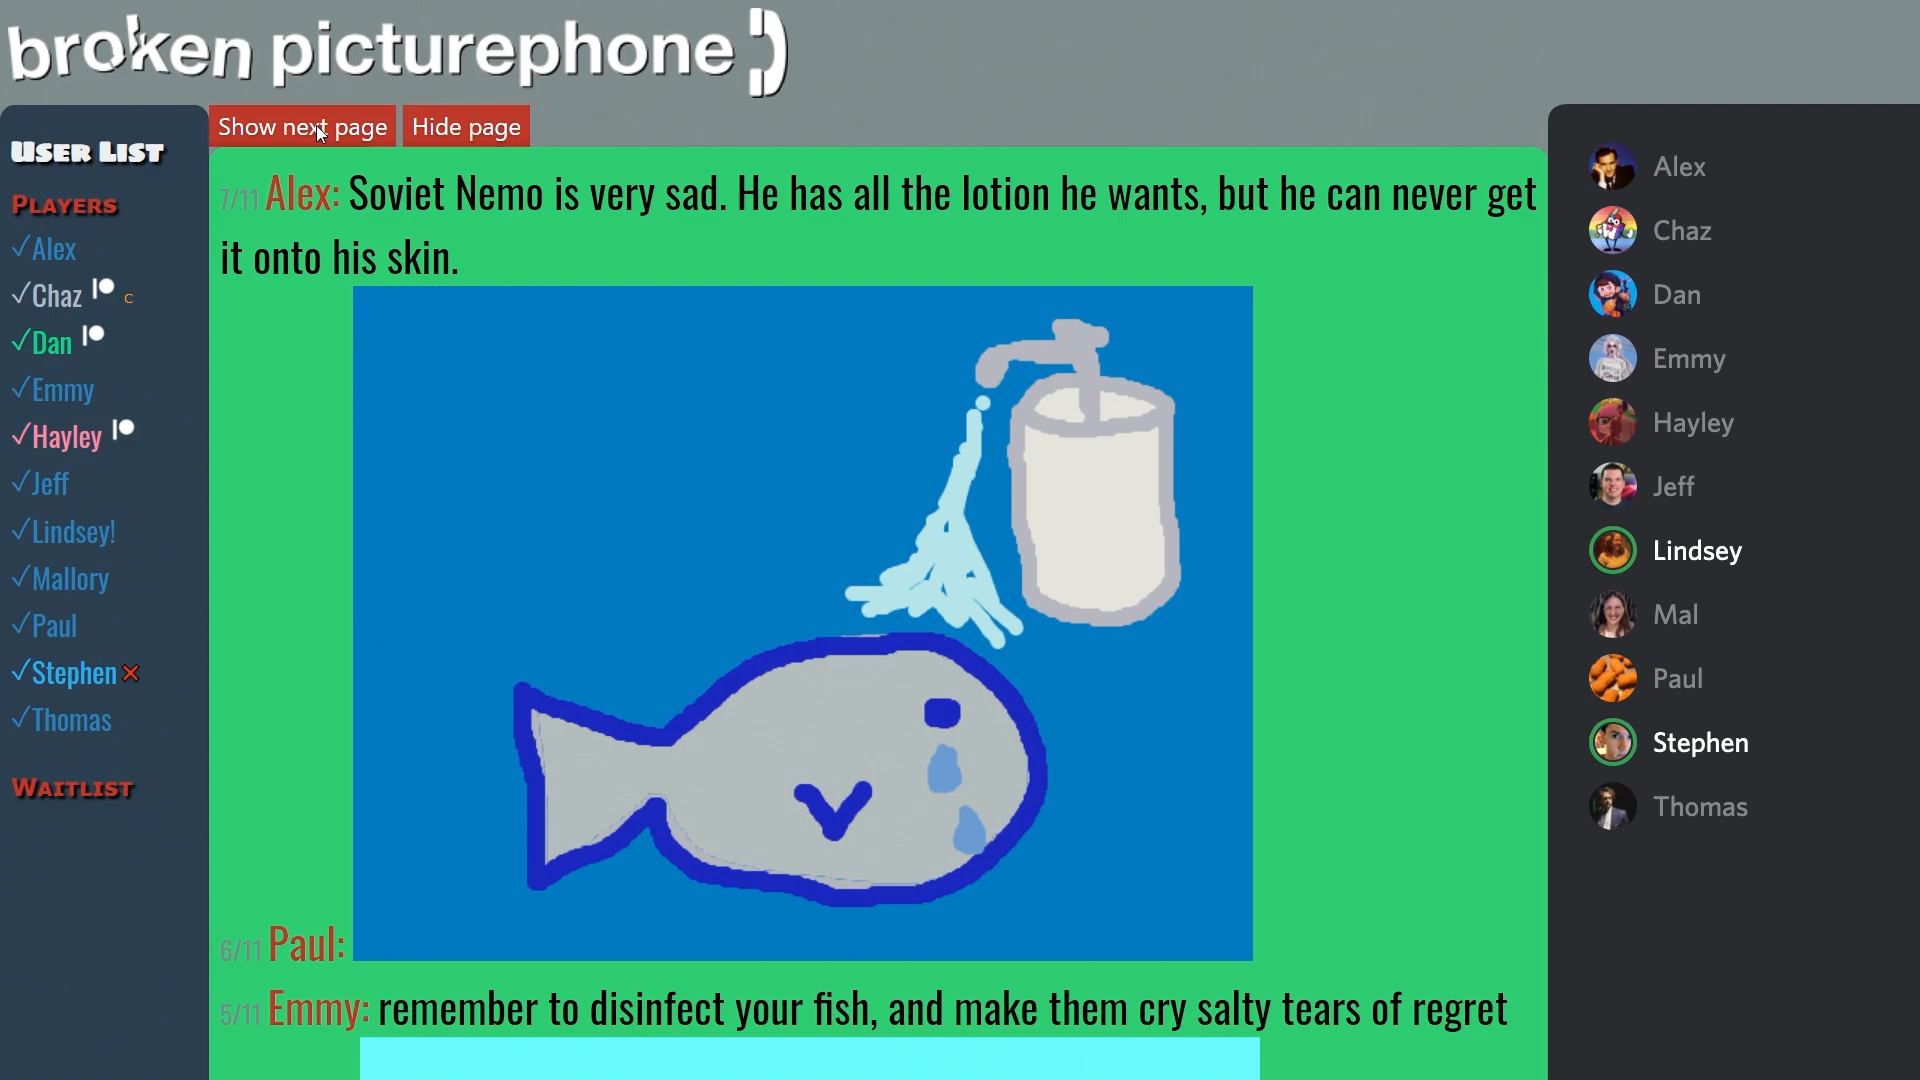 broken picturephone
Show next page Hide page
USER LIST
PLAYERS
✓Alex
✓Chaz C
✓Dan
✓Emmy
✓Hayley
✓Jeff
✓Lindsey!
✓Mallory
✓Paul
✓Stephen ✕
✓Thomas
WAITLIST
7/11 Alex: Soviet Nemo is very sad. He has all the lotion he wants, but he can never get
it onto his skin.
6/11 Paul:
5/11 Emmy: remember to disinfect your fish, and make them cry salty tears of regret
Alex
Chaz
Dan
Emmy
Hayley
Jeff
Lindsey
Mal
Paul
Stephen
Thomas